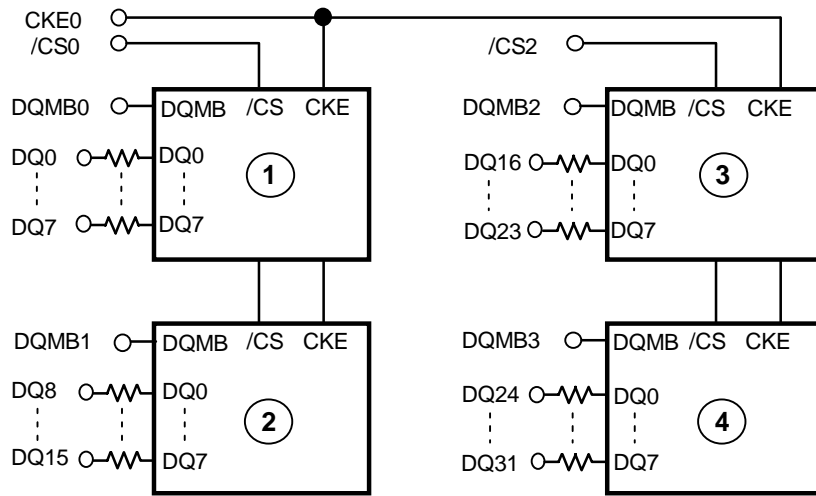 CKE0
/CS0
/CS2
DQMB0
DQMB /CS CKE
DQ0
DQ0
1
DQ7
DQ7
DQMB2
DQMB /CS CKE
DQ16
DQ0
3
DQ23
DQ7
DQMB1
DQMB /CS CKE
DQ8
DQ0
2
DQ15
DQ7
DQMB3
DQMB /CS CKE
DQ24
DQ0
4
DQ31
DQ7